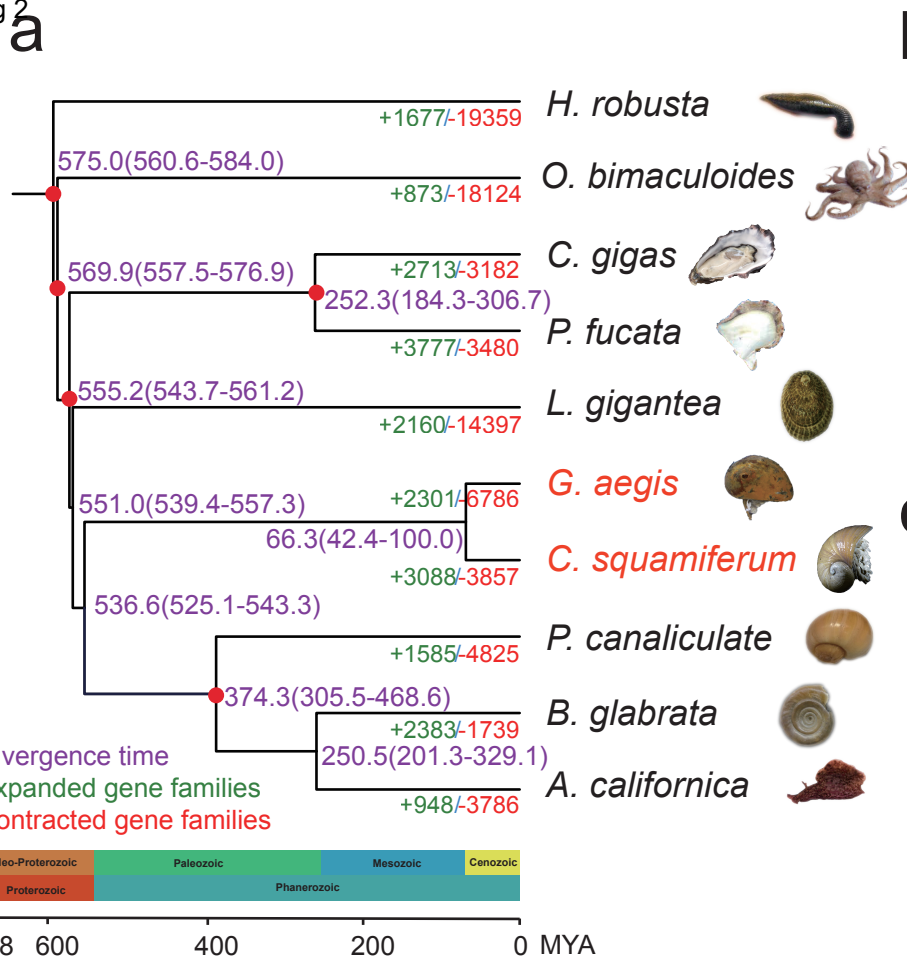 g 2
a
H. robusta
+1677/-19359
575.0(560.6-584.0)
O. bimaculoides
+873/-18124
C. gigas
569.9(557.5-576.9)
+2713/-3182
252.3(184.3-306.7)
P. fucata
+3777/-3480
555.2(543.7-561.2)
L. gigantea
+2160/-14397
G. aegis
551.0(539.4-557.3)
+2301/-6786
66.3(42.4-100.0)
C. squamiferum
+3088/-3857
536.6(525.1-543.3)
P. canaliculate
+1585/-4825
374.3(305.5-468.6)
B. glabrata
+2383/-1739
vergence time
250.5(201.3-329.1)
xpanded gene families
A. californica
+948/-3786
ontracted gene families
leo-Proterozoic Paleozoic Mesozoic Cenozoic
Proterozoic Phanerozoic
8 600 400 200 0 MYA